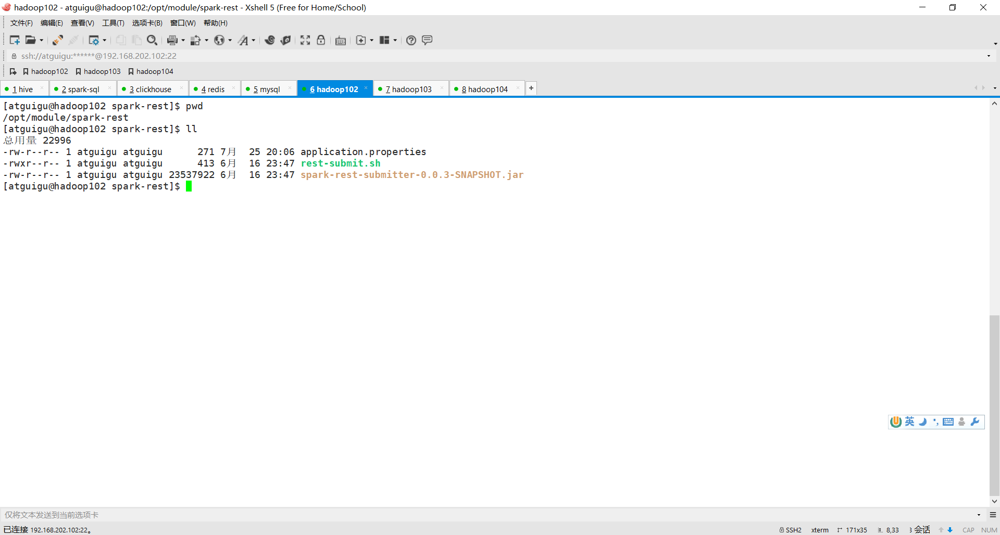 hadoop102 - atguigu@hadoop102:/opt/module/spark-rest - Xshell 5 (Free for Home/School)
文件(F) 编辑(E) 查看(V) 工具(T) 选项卡(B) 窗口(W) 帮助(H)
ssh://atguigu:******@192.168.202.102:22
hadoop102 hadoop103 hadoop104
1 hive 2 spark-sql 3 clickhouse 4 redis 5 mysql 6 hadoop102 7 hadoop103 8 hadoop104 +
[atguigu@hadoop102 spark-rest]$ pwd
/opt/module/spark-rest
[atguigu@hadoop102 spark-rest]$ ll
总用量 22996
-rw-r--r-- 1 atguigu atguigu      271 7月  25 20:06 application.properties
-rwxr--r-- 1 atguigu atguigu      413 6月  16 23:47 rest-submit.sh
-rw-r--r-- 1 atguigu atguigu 23537922 6月  16 23:47 spark-rest-submitter-0.0.3-SNAPSHOT.jar
[atguigu@hadoop102 spark-rest]$
英
仅将文本发送到当前选项卡
已连接 192.168.202.102:22。 SSH2 xterm 171x35 8,33 3 会话 CAP NUM